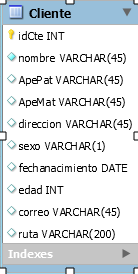 Cliente
idCte INT
nombre VARCHAR(45)
ApePat VARCHAR(45)
ApeMat VARCHAR(45)
direccion VARCHAR(45)
sexo VARCHAR(1)
fechanacimiento DATE
edad INT
correo VARCHAR(45)
ruta VARCHAR(200)
Indexes